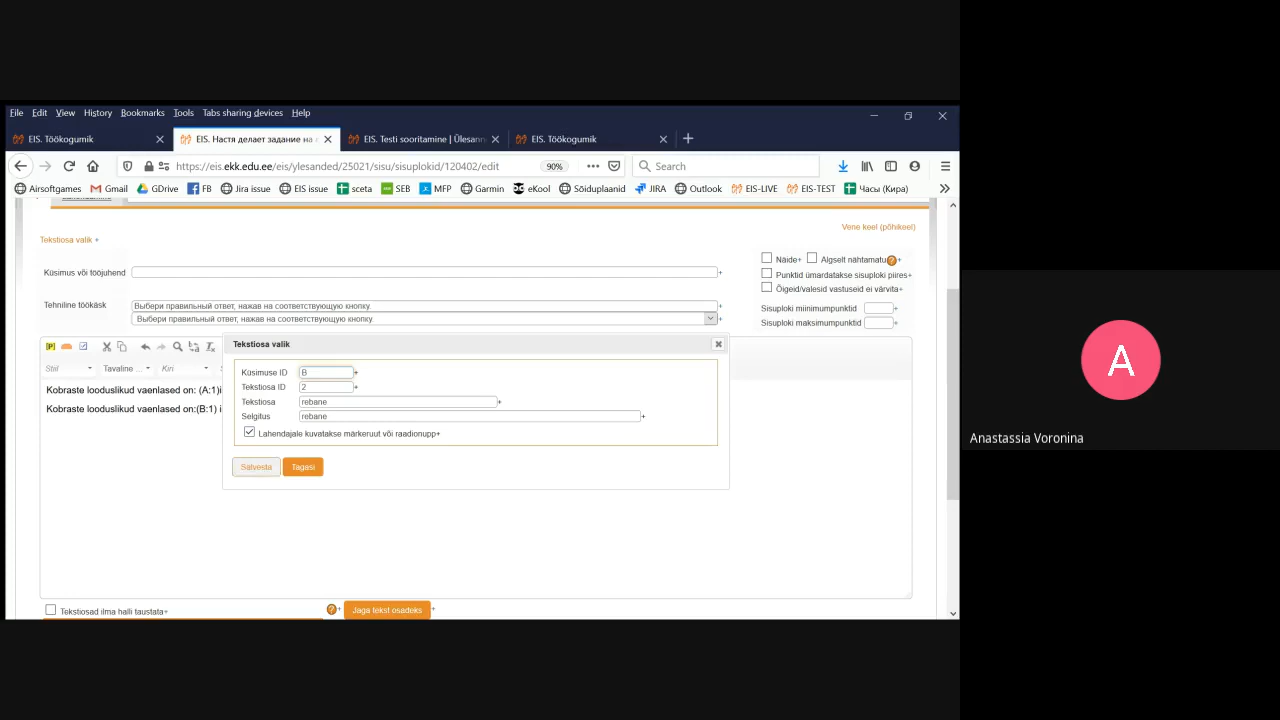 File Edit View History Bookmarks Tools Tabs sharing devices Help
EIS. Töökogumik
EIS. Настя делает задание на
EIS. Testi sooritamine | Ülesann
EIS. Töökogumik
https://eis.ekk.edu.ee/eis/ylesanded/25021/sisu/sisuplokid/120402/edit
90%
Search
Airsoftgames Gmail GDrive FB Jira issue EIS issue sceta SEB MFP Garmin eKool Sõiduplaanid JIRA Outlook EIS-LIVE EIS-TEST Часы (Кира)
Vene keel (põhikeel)
Tekstiosa valik +
Küsimus või tööjuhend +
Näide+ Algselt nähtamatu ? +
Punktid ümardatakse sisuploki piires+
Õigeid/valesid vastuseid ei värvita+
Tehniline töökäsk Выбери правильный ответ, нажав на соответствующую кнопку. +
Выбери правильный ответ, нажав на соответствующую кнопку. +
Sisuploki miinimumpunktid +
Sisuploki maksimumpunktid +
Stiil Tavaline ... Kiri
Kobraste looduslikud vaenlased on: (A:1)i
Kobraste looduslikud vaenlased on:(B:1) i
Tekstiosa valik
Küsimuse ID B +
Tekstiosa ID 2 +
Tekstiosa rebane +
Selgitus rebane +
Lahendajale kuvatakse märkeruut või raadionupp+
Salvesta Tagasi
Tekstiosad ilma halli taustata+
? + Jaga tekst osadeks +
A
Anastassia Voronina